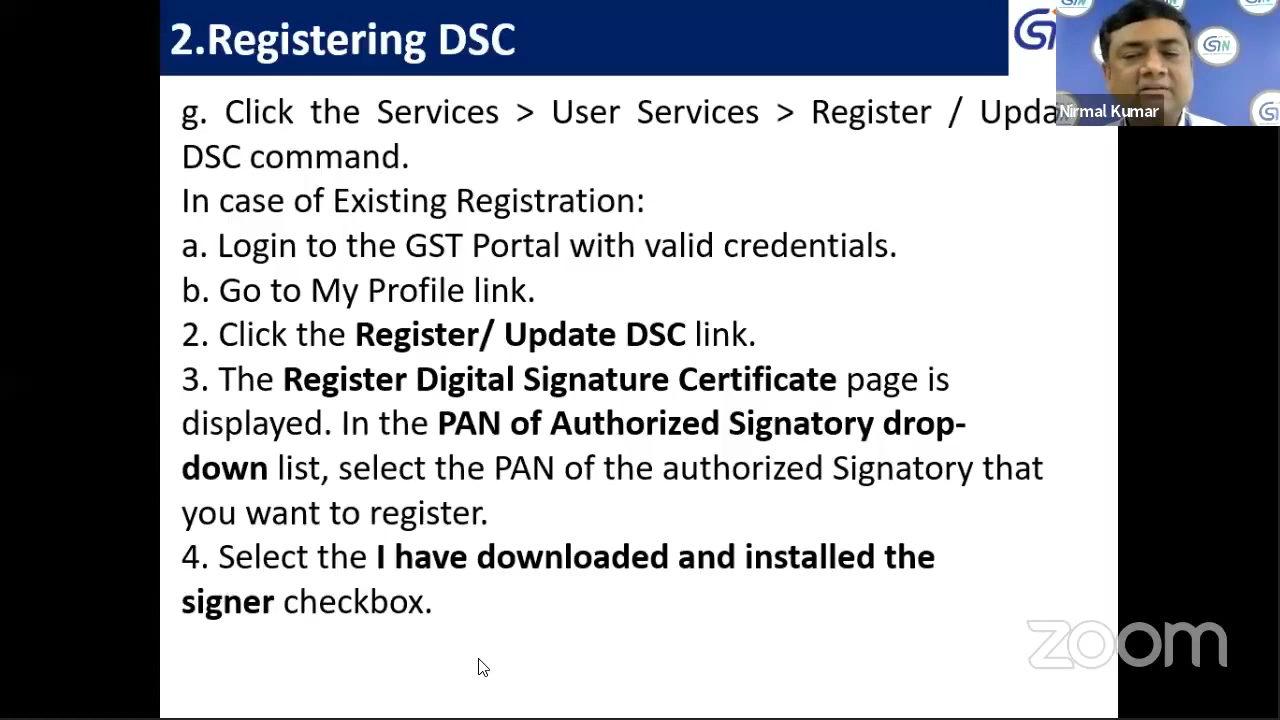 2.Registering DSC
g. Click the Services > User Services > Register / Upda
DSC command.
In case of Existing Registration:
a. Login to the GST Portal with valid credentials.
b. Go to My Profile link.
2. Click the Register/ Update DSC link.
3. The Register Digital Signature Certificate page is
displayed. In the PAN of Authorized Signatory drop-
down list, select the PAN of the authorized Signatory that
you want to register.
4. Select the I have downloaded and installed the
signer checkbox.
Nirmal Kumar
zoom